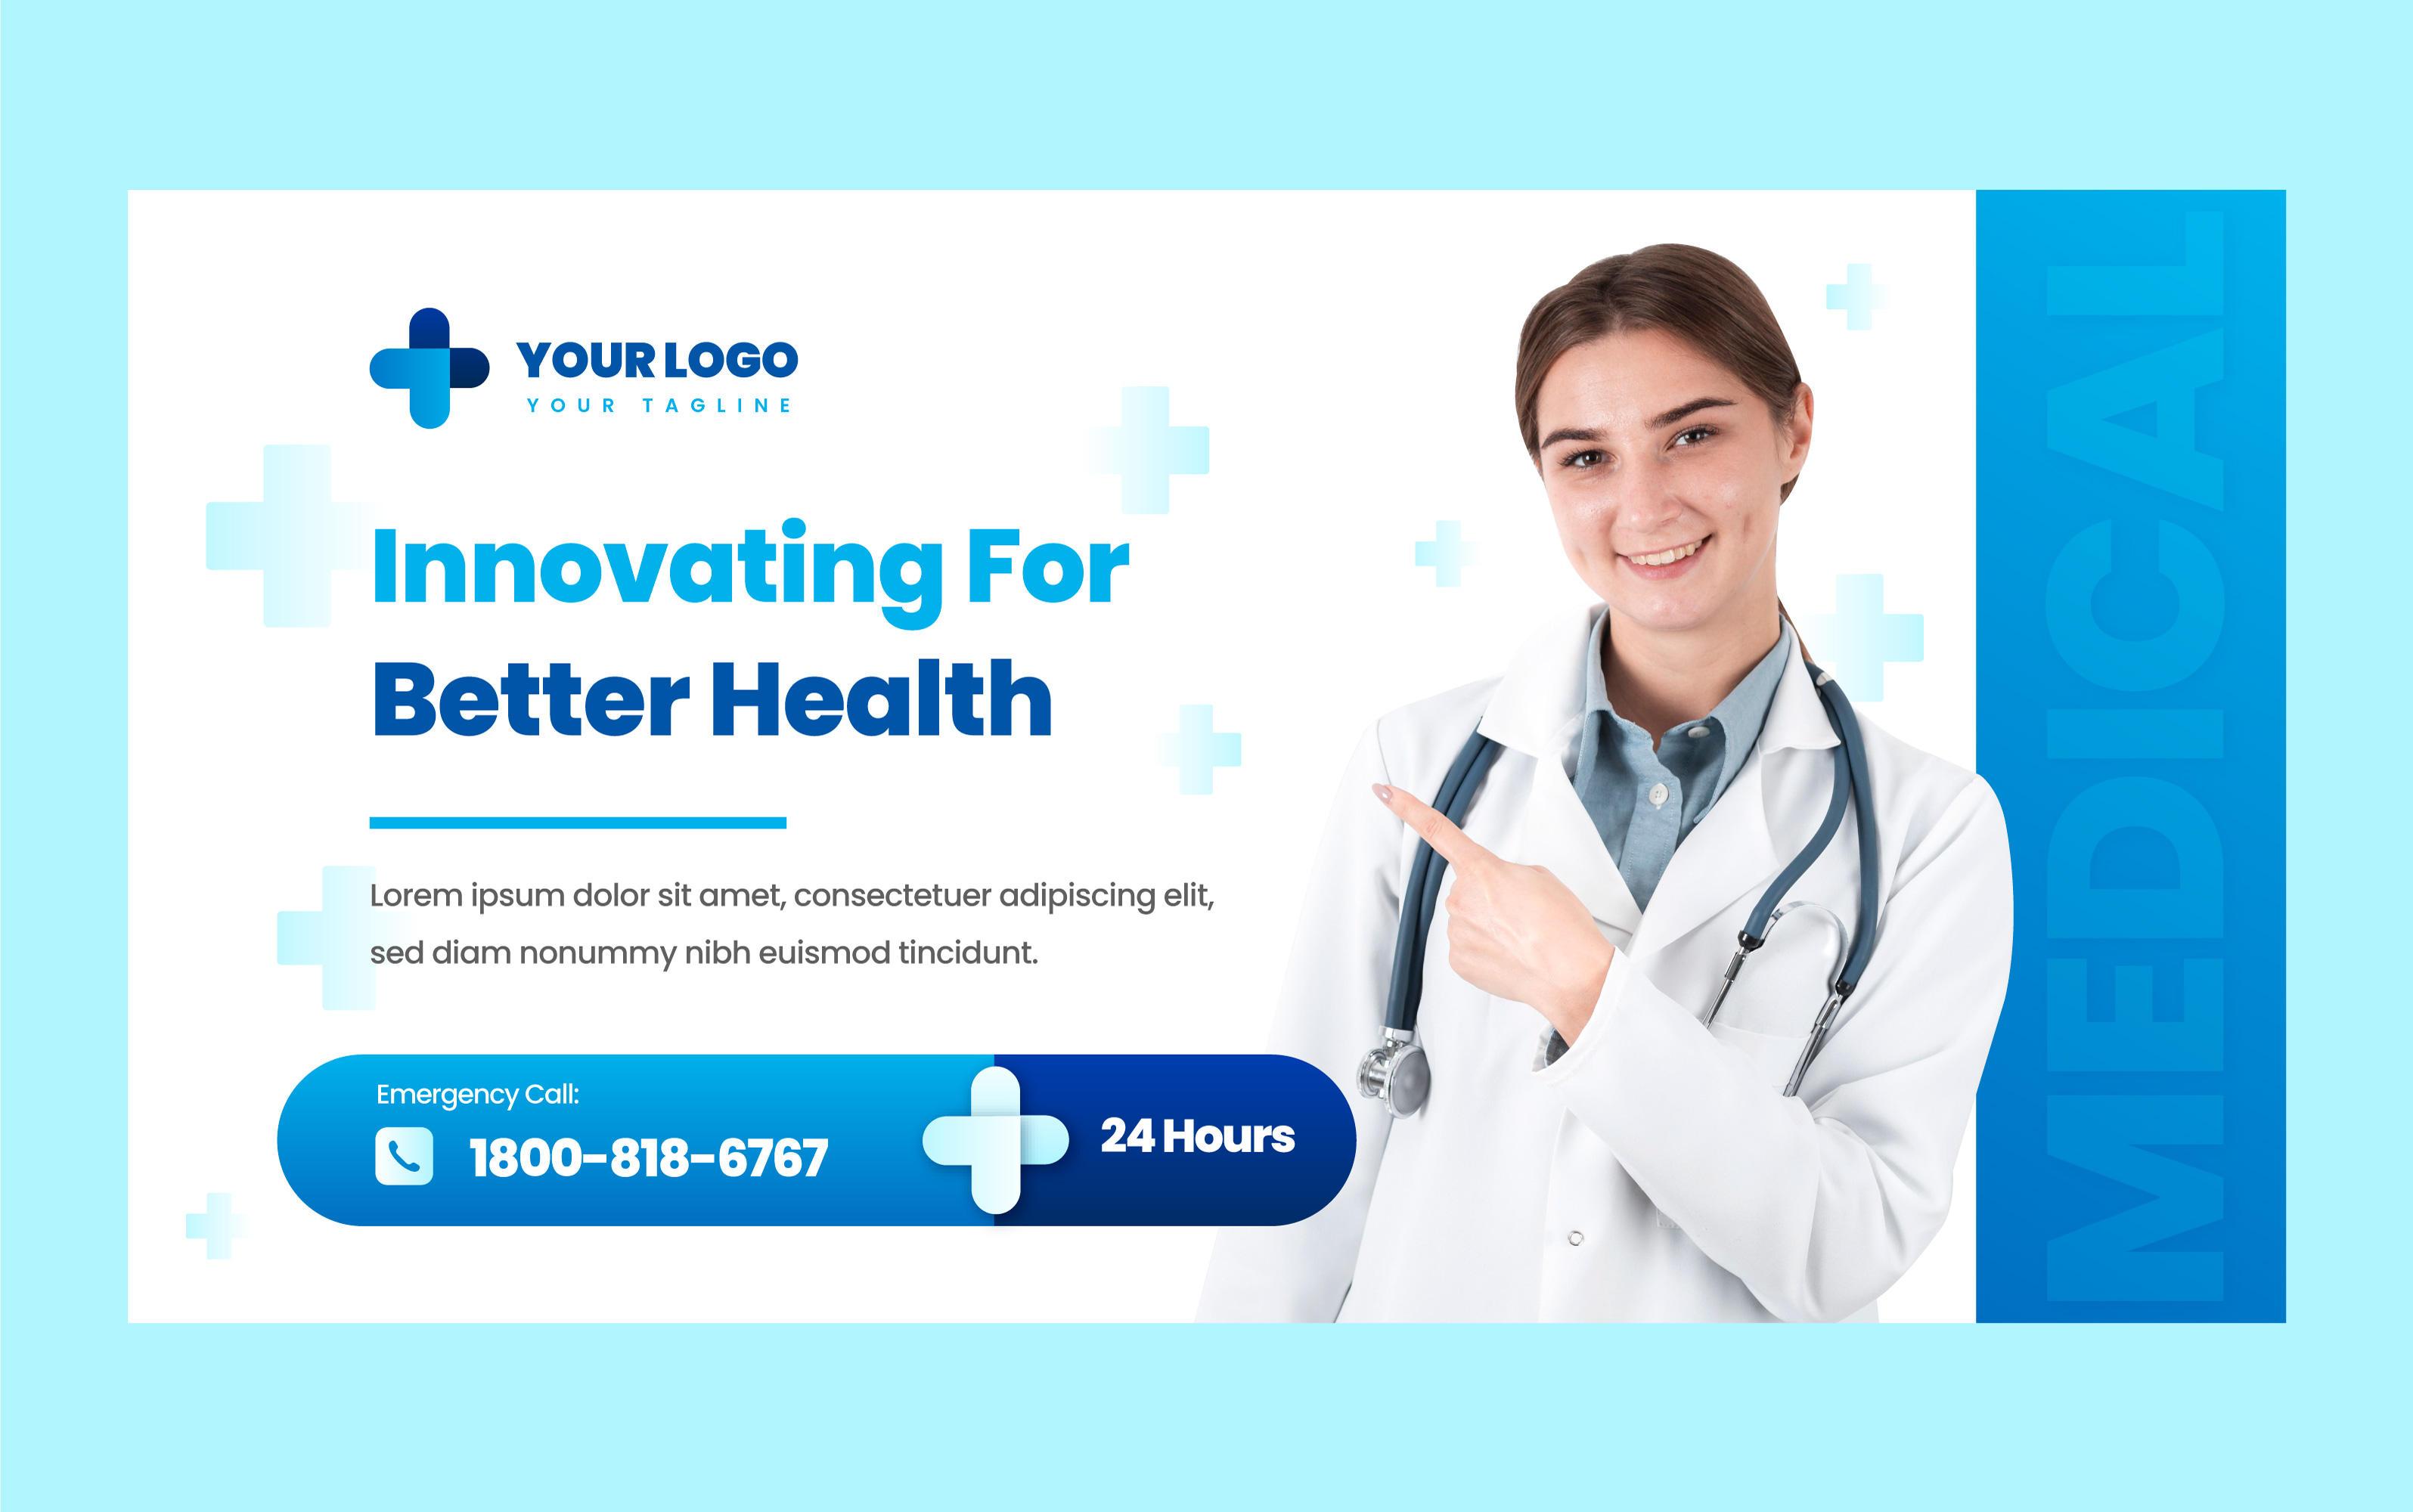 YOUR LOGO
YOUR TAGLINE
Innovating For
Better Health
Lorem ipsum dolor sit amet, consectetuer adipiscing elit,
sed diam nonummy nibh euismod tincidunt.
Emergency Call:
1800-818-6767
24 Hours
MEDICAL